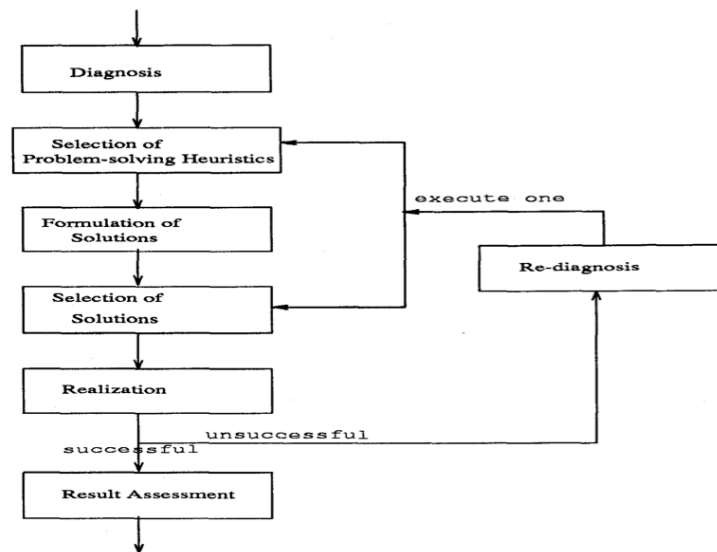 Diagnosis
Selection of
Problem-solving Heuristics
execute one
Formulation of
Solutions
Re-diagnosis
Selection of
Solutions
Realization
unsuccessful
successful
Result Assessment